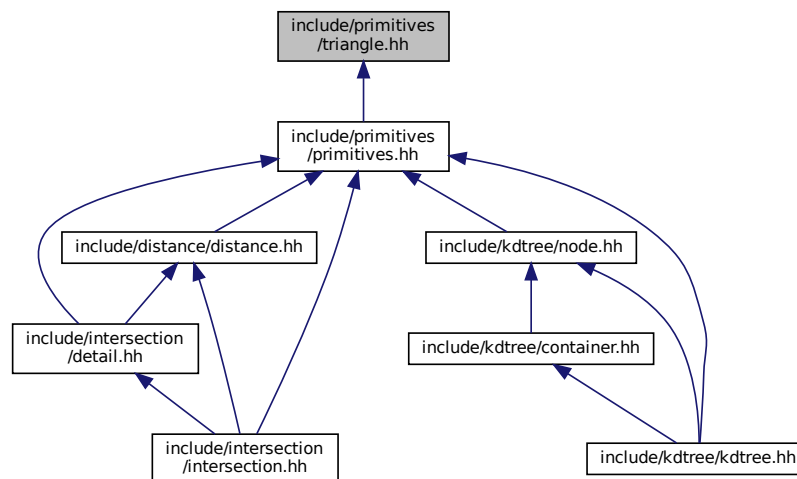 include/primitives
/triangle.hh
include/primitives
/primitives.hh
include/distance/distance.hh
include/kdtree/node.hh
include/intersection
/detail.hh
include/kdtree/container.hh
include/intersection
/intersection.hh
include/kdtree/kdtree.hh